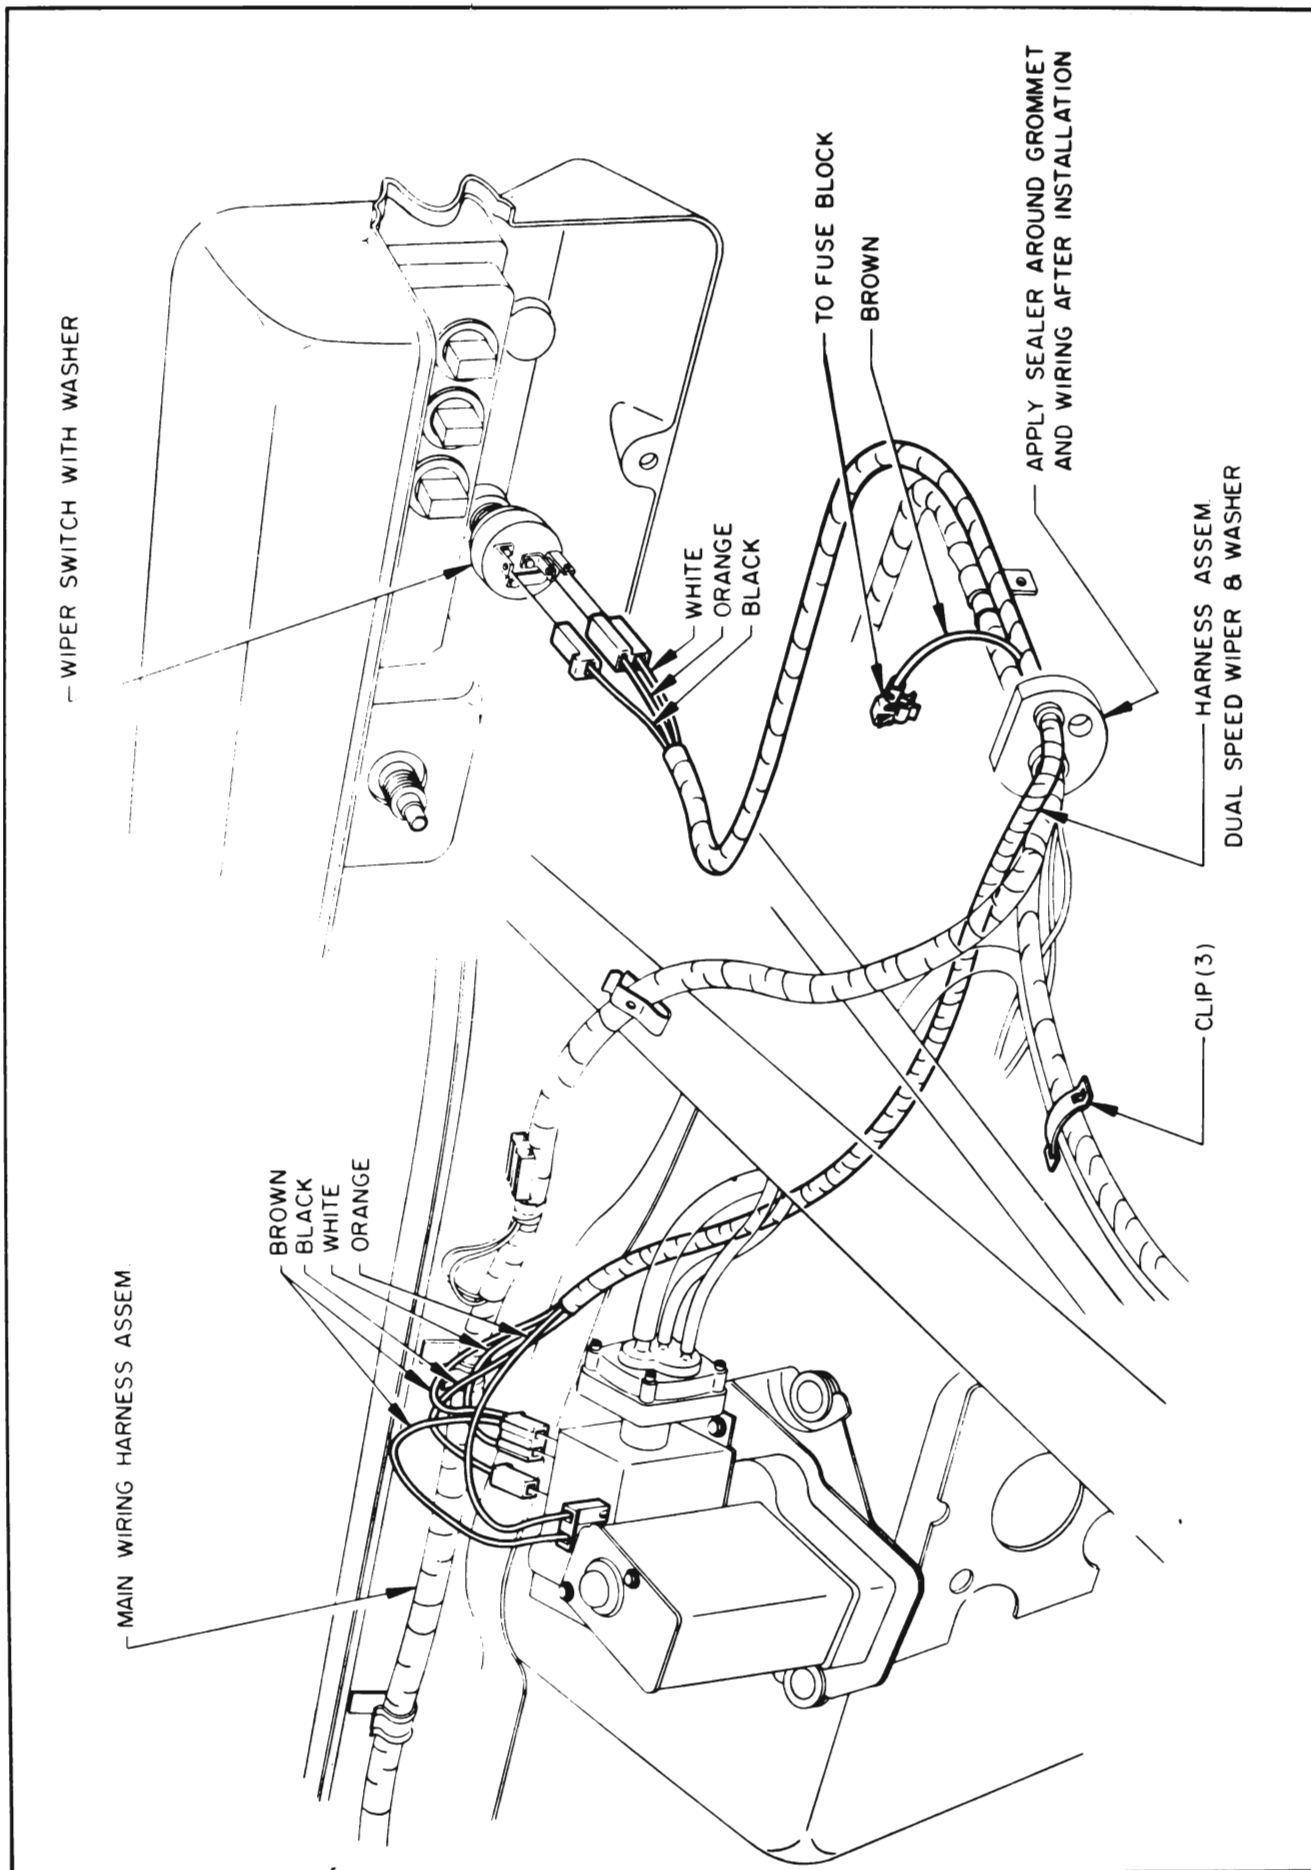 WIPER SWITCH WITH WASHER
TO FUSE BLOCK
BROWN
APPLY SEALER AROUND GROMMET
AND WIRING AFTER INSTALLATION
WHITE
ORANGE
BLACK
HARNESS ASSEM.
DUAL SPEED WIPER & WASHER
CLIP (3)
BROWN
BLACK
WHITE
ORANGE
MAIN WIRING HARNESS ASSEM.